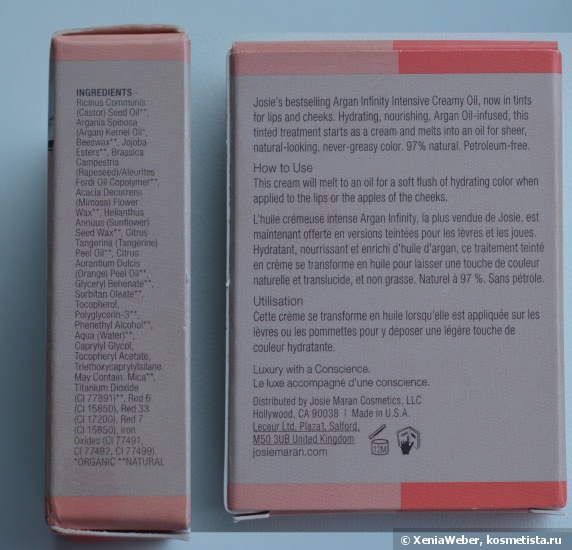 INGREDIENTS -
Ricinus Communis
(Castor) Seed Oil**,
Argania Spinosa
(Argan) Kernel Oil*,
Beeswax**, Jojoba
Esters**, Brassica
Campestris
(Rapeseed)/Aleurites
Fordi Oil Copolymer**,
Acacia Decurrens
(Mimosa) Flower
Wax**, Helianthus
Annuus (Sunflower)
Seed Wax**, Citrus
Tangerina (Tangerine)
Peel Oil**, Citrus
Aurantium Dulcis
(Orange) Peel Oil**,
Glyceryl Behenate**,
Sorbitan Oleate**,
Tocopherol,
Polyglycerin-3**,
Phenethyl Alcohol**,
Aqua (Water)**,
Caprylyl Glycol,
Tocopheryl Acetate,
Triethoxycaprylylsilane.
May Contain: Mica**,
Titanium Dioxide
(CI 77891)**, Red 6
(CI 15850), Red 33
(CI 17200), Red 7
(CI 15850), Iron
Oxides (CI 77491,
CI 77492, CI 77499).
*ORGANIC **NATURAL
Josie's bestselling Argan Infinity Intensive Creamy Oil, now in tints
for lips and cheeks. Hydrating, nourishing, Argan Oil-infused, this
tinted treatment starts as a cream and melts into an oil for sheer,
natural-looking, never-greasy color. 97% natural. Petroleum-free.
How to Use
This cream will melt to an oil for a soft flush of hydrating color when
applied to the lips or the apples of the cheeks.
L'huile crémeuse intense Argan Infinity, la plus vendue de Josie, est
maintenant offerte en versions teintées pour les lèvres et les joues.
Hydratant, nourrissant et enrichi d'huile d'argan, ce traitement teinté
en crème se transforme en huile pour laisser une touche de couleur
naturelle et translucide, et non grasse. Naturel à 97 %. Sans pétrole.
Utilisation
Cette crème se transforme en huile lorsqu'elle est appliquée sur les
lèvres ou les pommettes pour y déposer une légère touche de
couleur hydratante.
Luxury with a Conscience.
Le luxe accompagné d'une conscience.
Distributed by Josie Maran Cosmetics, LLC
Hollywood, CA 90038 | Made in U.S.A.
Leceur Ltd, Plaza1, Salford,
M50 3UB United Kingdom
josiemaran.com
12M
© XeniaWeber, kosmetista.ru